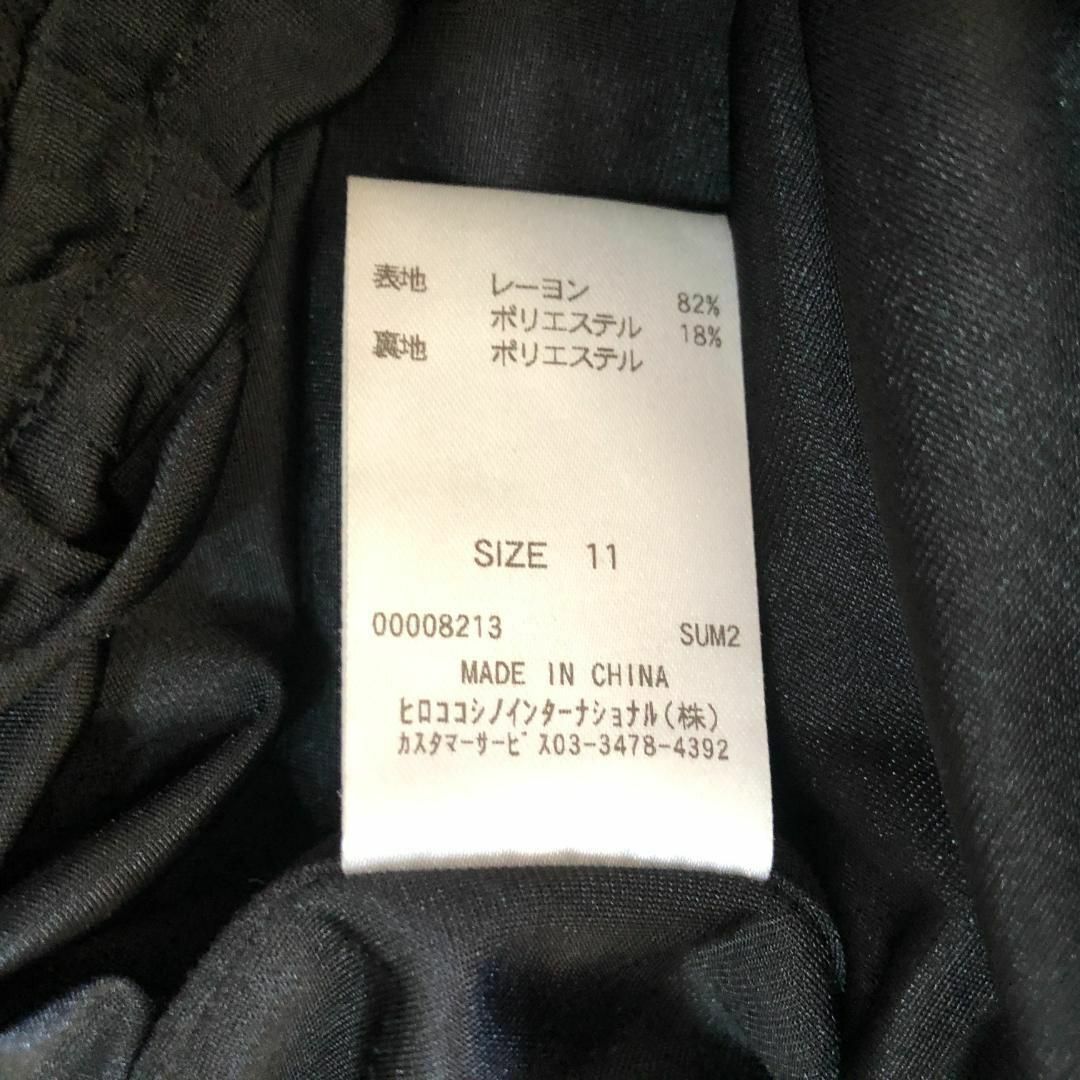 表地 レーヨン 82%
ポリエステル 18%
裏地 ポリエステル
SIZE 11
00008213 SUM2
MADE IN CHINA
ﾋﾛｺｺｼﾉｲﾝﾀｰﾅｼｮﾅﾙ(株)
ｶｽﾀﾏｰｻｰﾋﾞｽ03-3478-4392